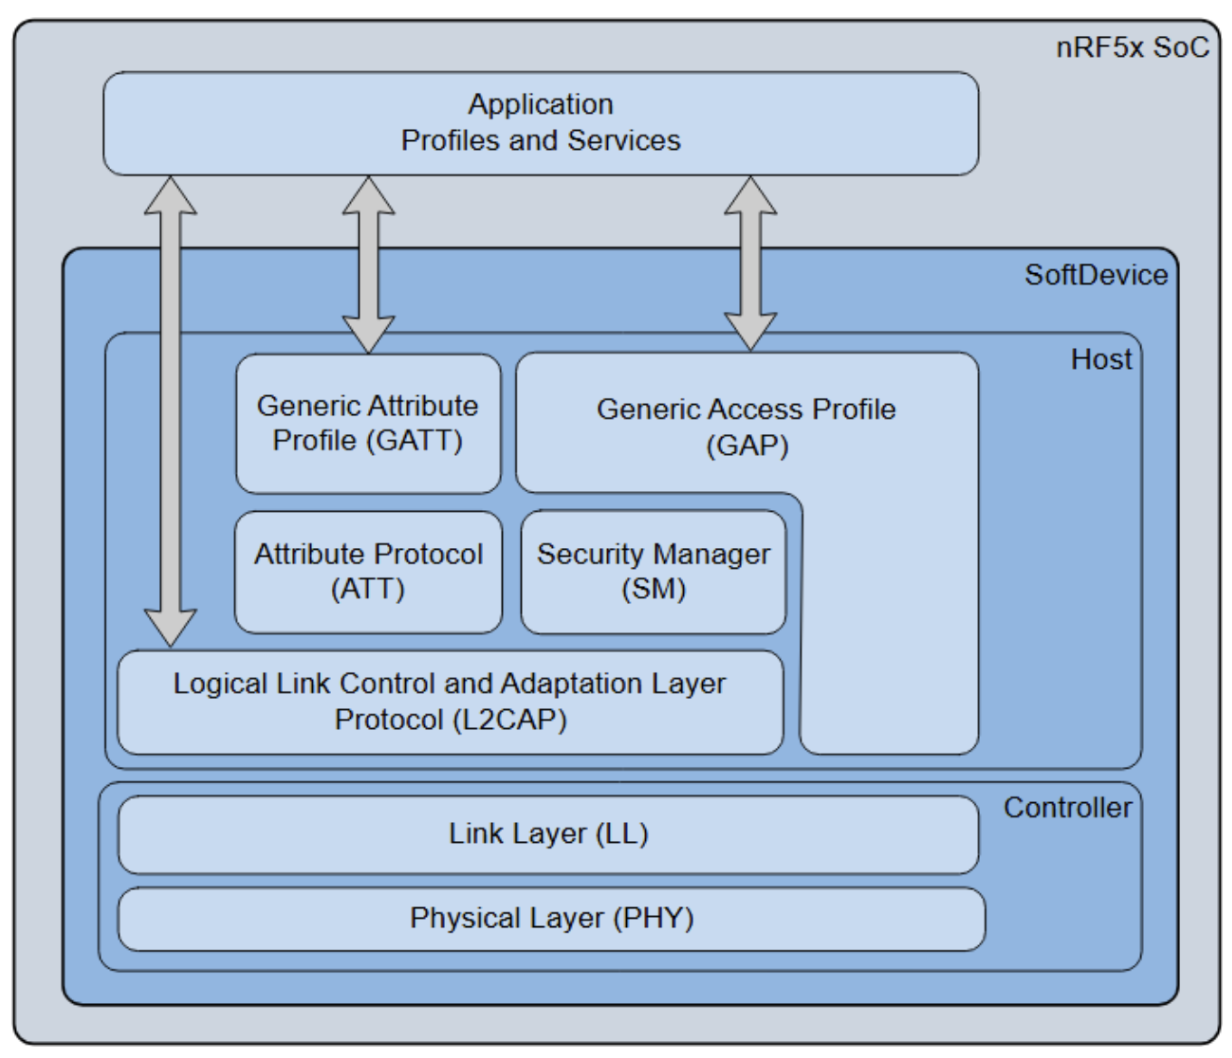 nRF5x SoC
Application
Profiles and Services
SoftDevice
Host
Generic Attribute
Profile (GATT)
Generic Access Profile
(GAP)
Attribute Protocol
(ATT)
Security Manager
(SM)
Logical Link Control and Adaptation Layer
Protocol (L2CAP)
Controller
Link Layer (LL)
Physical Layer (PHY)